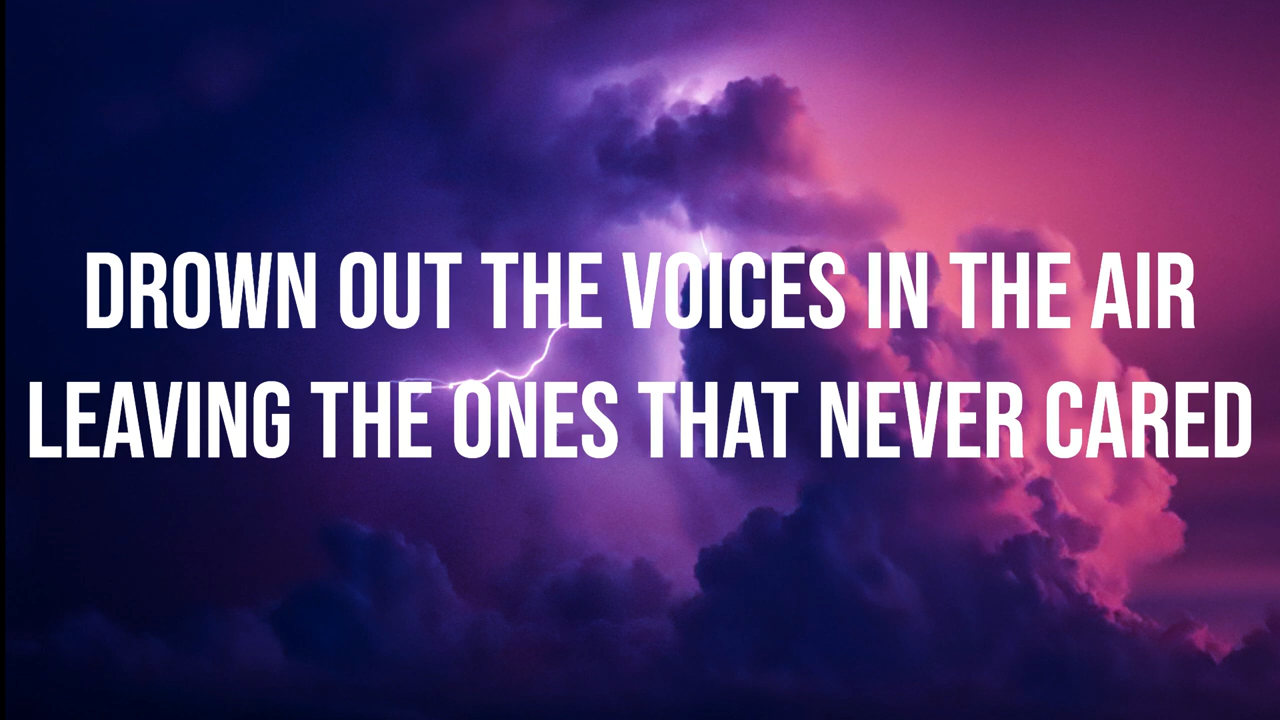 DROWN OUT THE VOICES IN THE AIR
LEAVING THE ONES THAT NEVER CARED